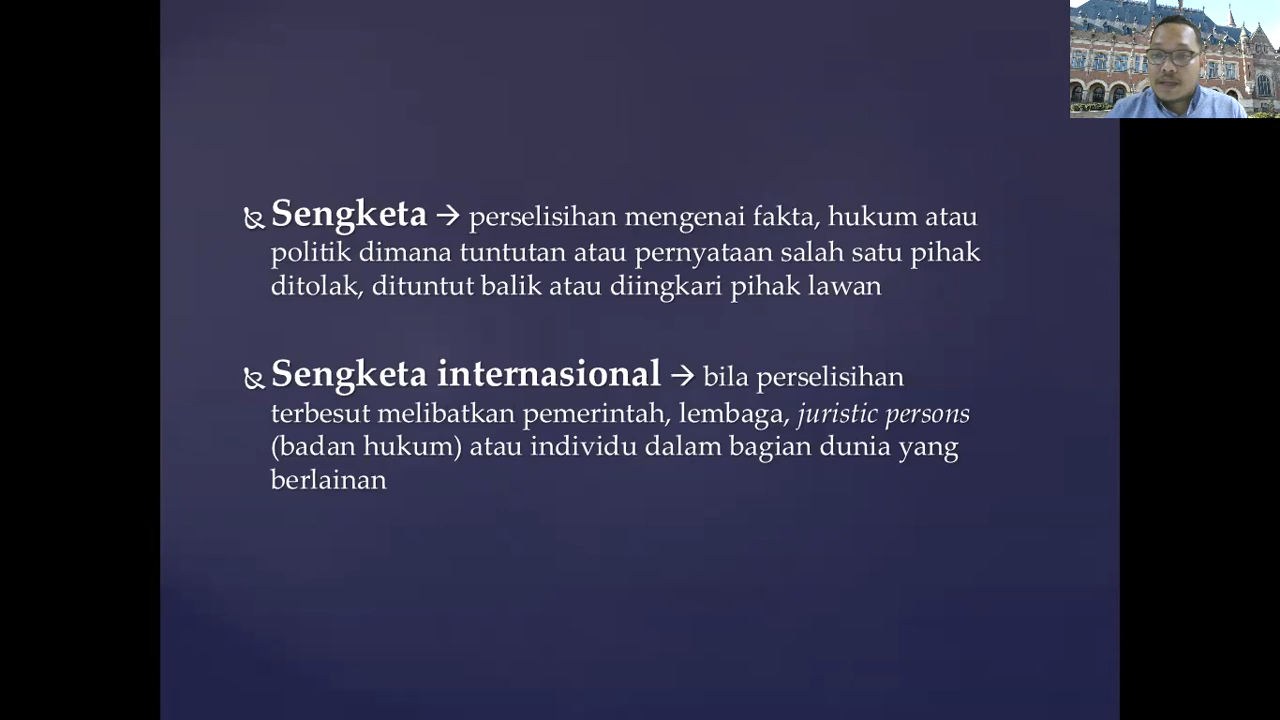 Sengketa → perselisihan mengenai fakta, hukum atau
politik dimana tuntutan atau pernyataan salah satu pihak
ditolak, dituntut balik atau diingkari pihak lawan
Sengketa internasional → bila perselisihan
terbesut melibatkan pemerintah, lembaga, juristic persons
(badan hukum) atau individu dalam bagian dunia yang
berlainan